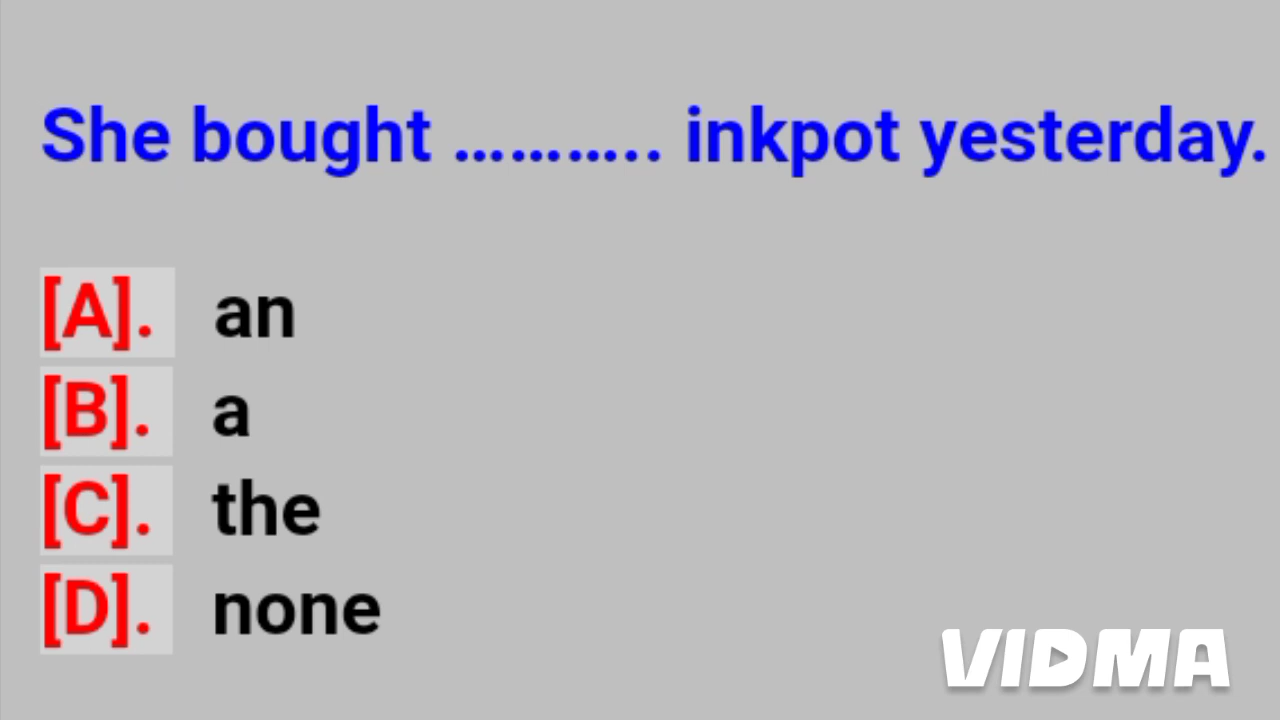 She bought ……….. inkpot yesterday.
[A]. an
[B]. a
[C]. the
[D]. none
VIDMA